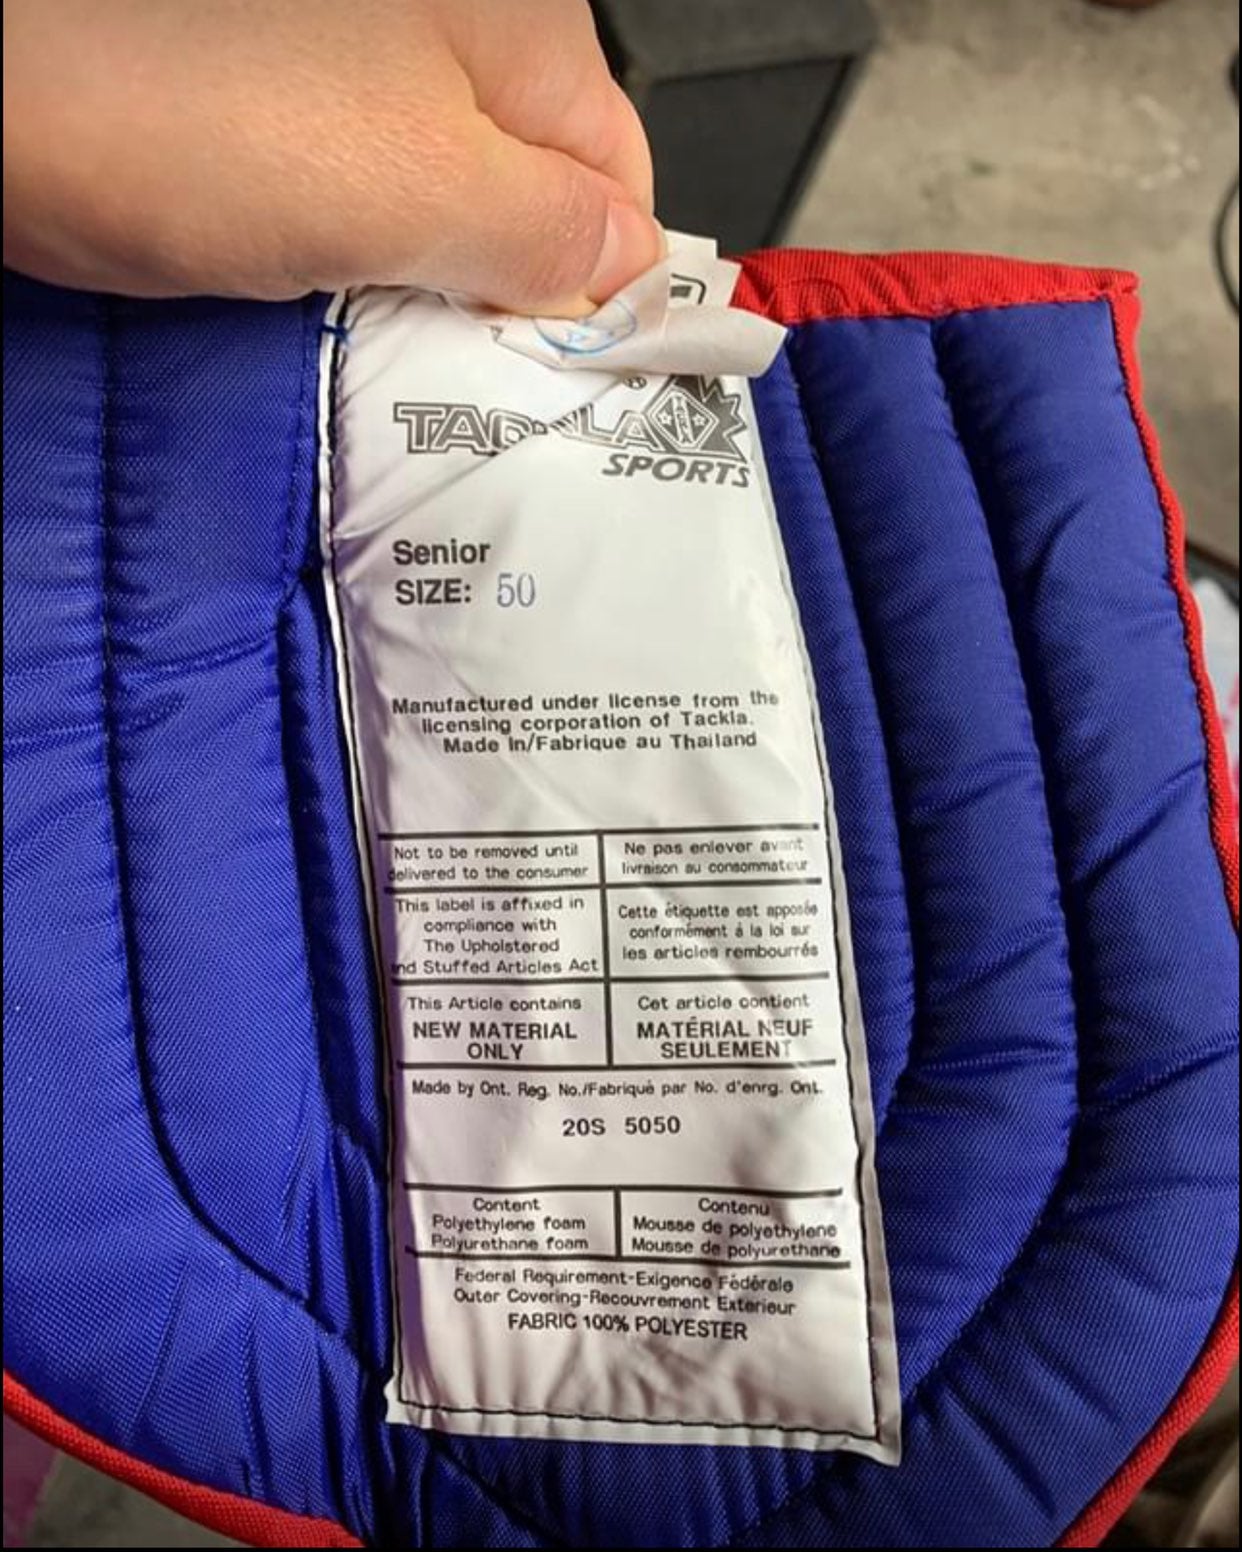 TACKLA
SPORTS
Senior
SIZE: 50
Manufactured under license from the
licensing corporation of Tackla.
Made In/Fabrique au Thailand
Not to be removed until
delivered to the consumer
Ne pas enlever avant
livraison au consommateur
This label is affixed in
compliance with
The Upholstered
and Stuffed Articles Act
Cette étiquette est apposée
conformément á la loi sur
les articles rembourrés
This Article contains
NEW MATERIAL
ONLY
Cet article contient
MATÉRIAL NEUF
SEULEMENT
Made by Ont. Reg. No./Fabriqué par No. d'enrg. Ont.
20S 5050
Content
Polyethylene foam
Polyurethane foam
Contenu
Mousse de polyethylene
Mousse de polyurethane
Federal Requirement-Exigence Fédérale
Outer Covering-Recouvrement Exterieur
FABRIC 100% POLYESTER